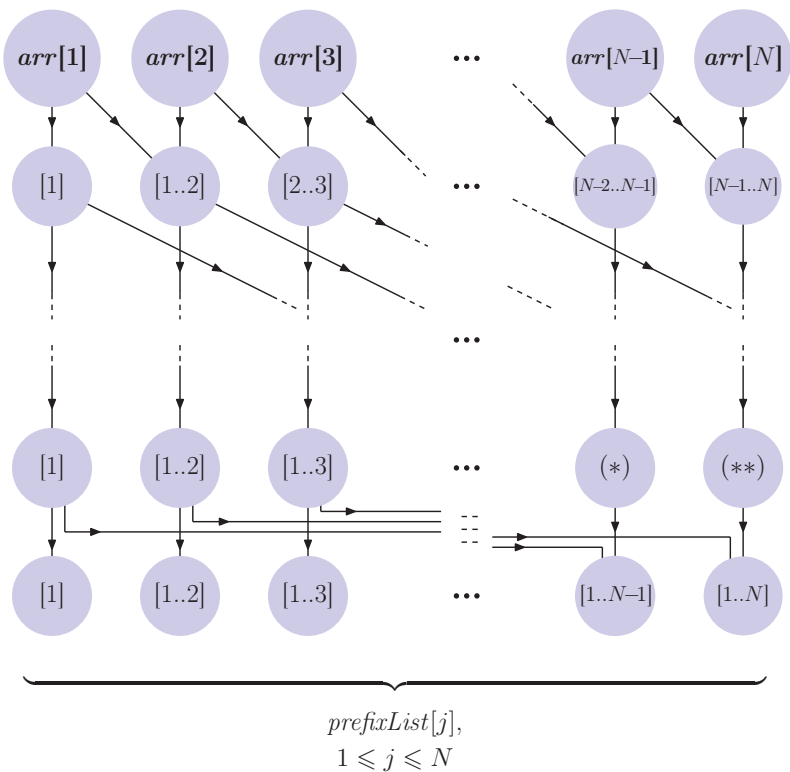 arr[1] arr[2] arr[3] ... arr[N–1] arr[N]
[1] [1..2] [2..3] ... [N–2..N–1] [N–1..N]
...
[1] [1..2] [1..3] ... (*) (**)
[1] [1..2] [1..3] ... [1..N–1] [1..N]
prefixList[j],
1 ⩽ j ⩽ N